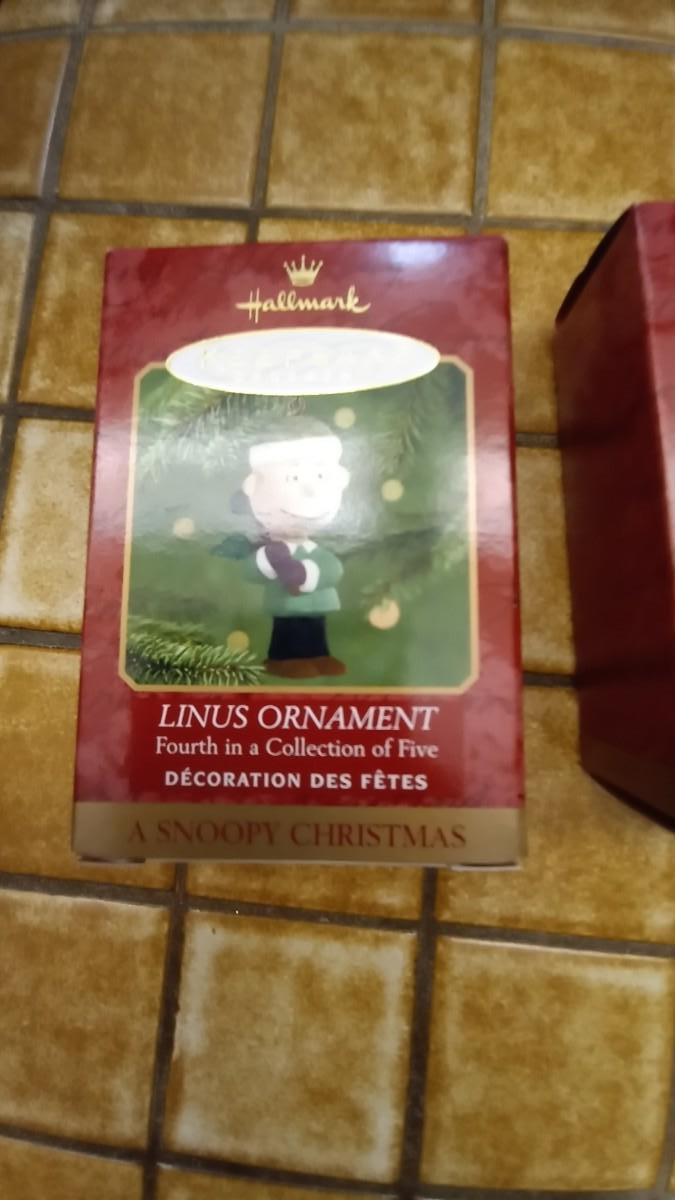 Hallmark
LINUS ORNAMENT
Fourth in a Collection of Five
DÉCORATION DES FÊTES
A SNOOPY CHRISTMAS